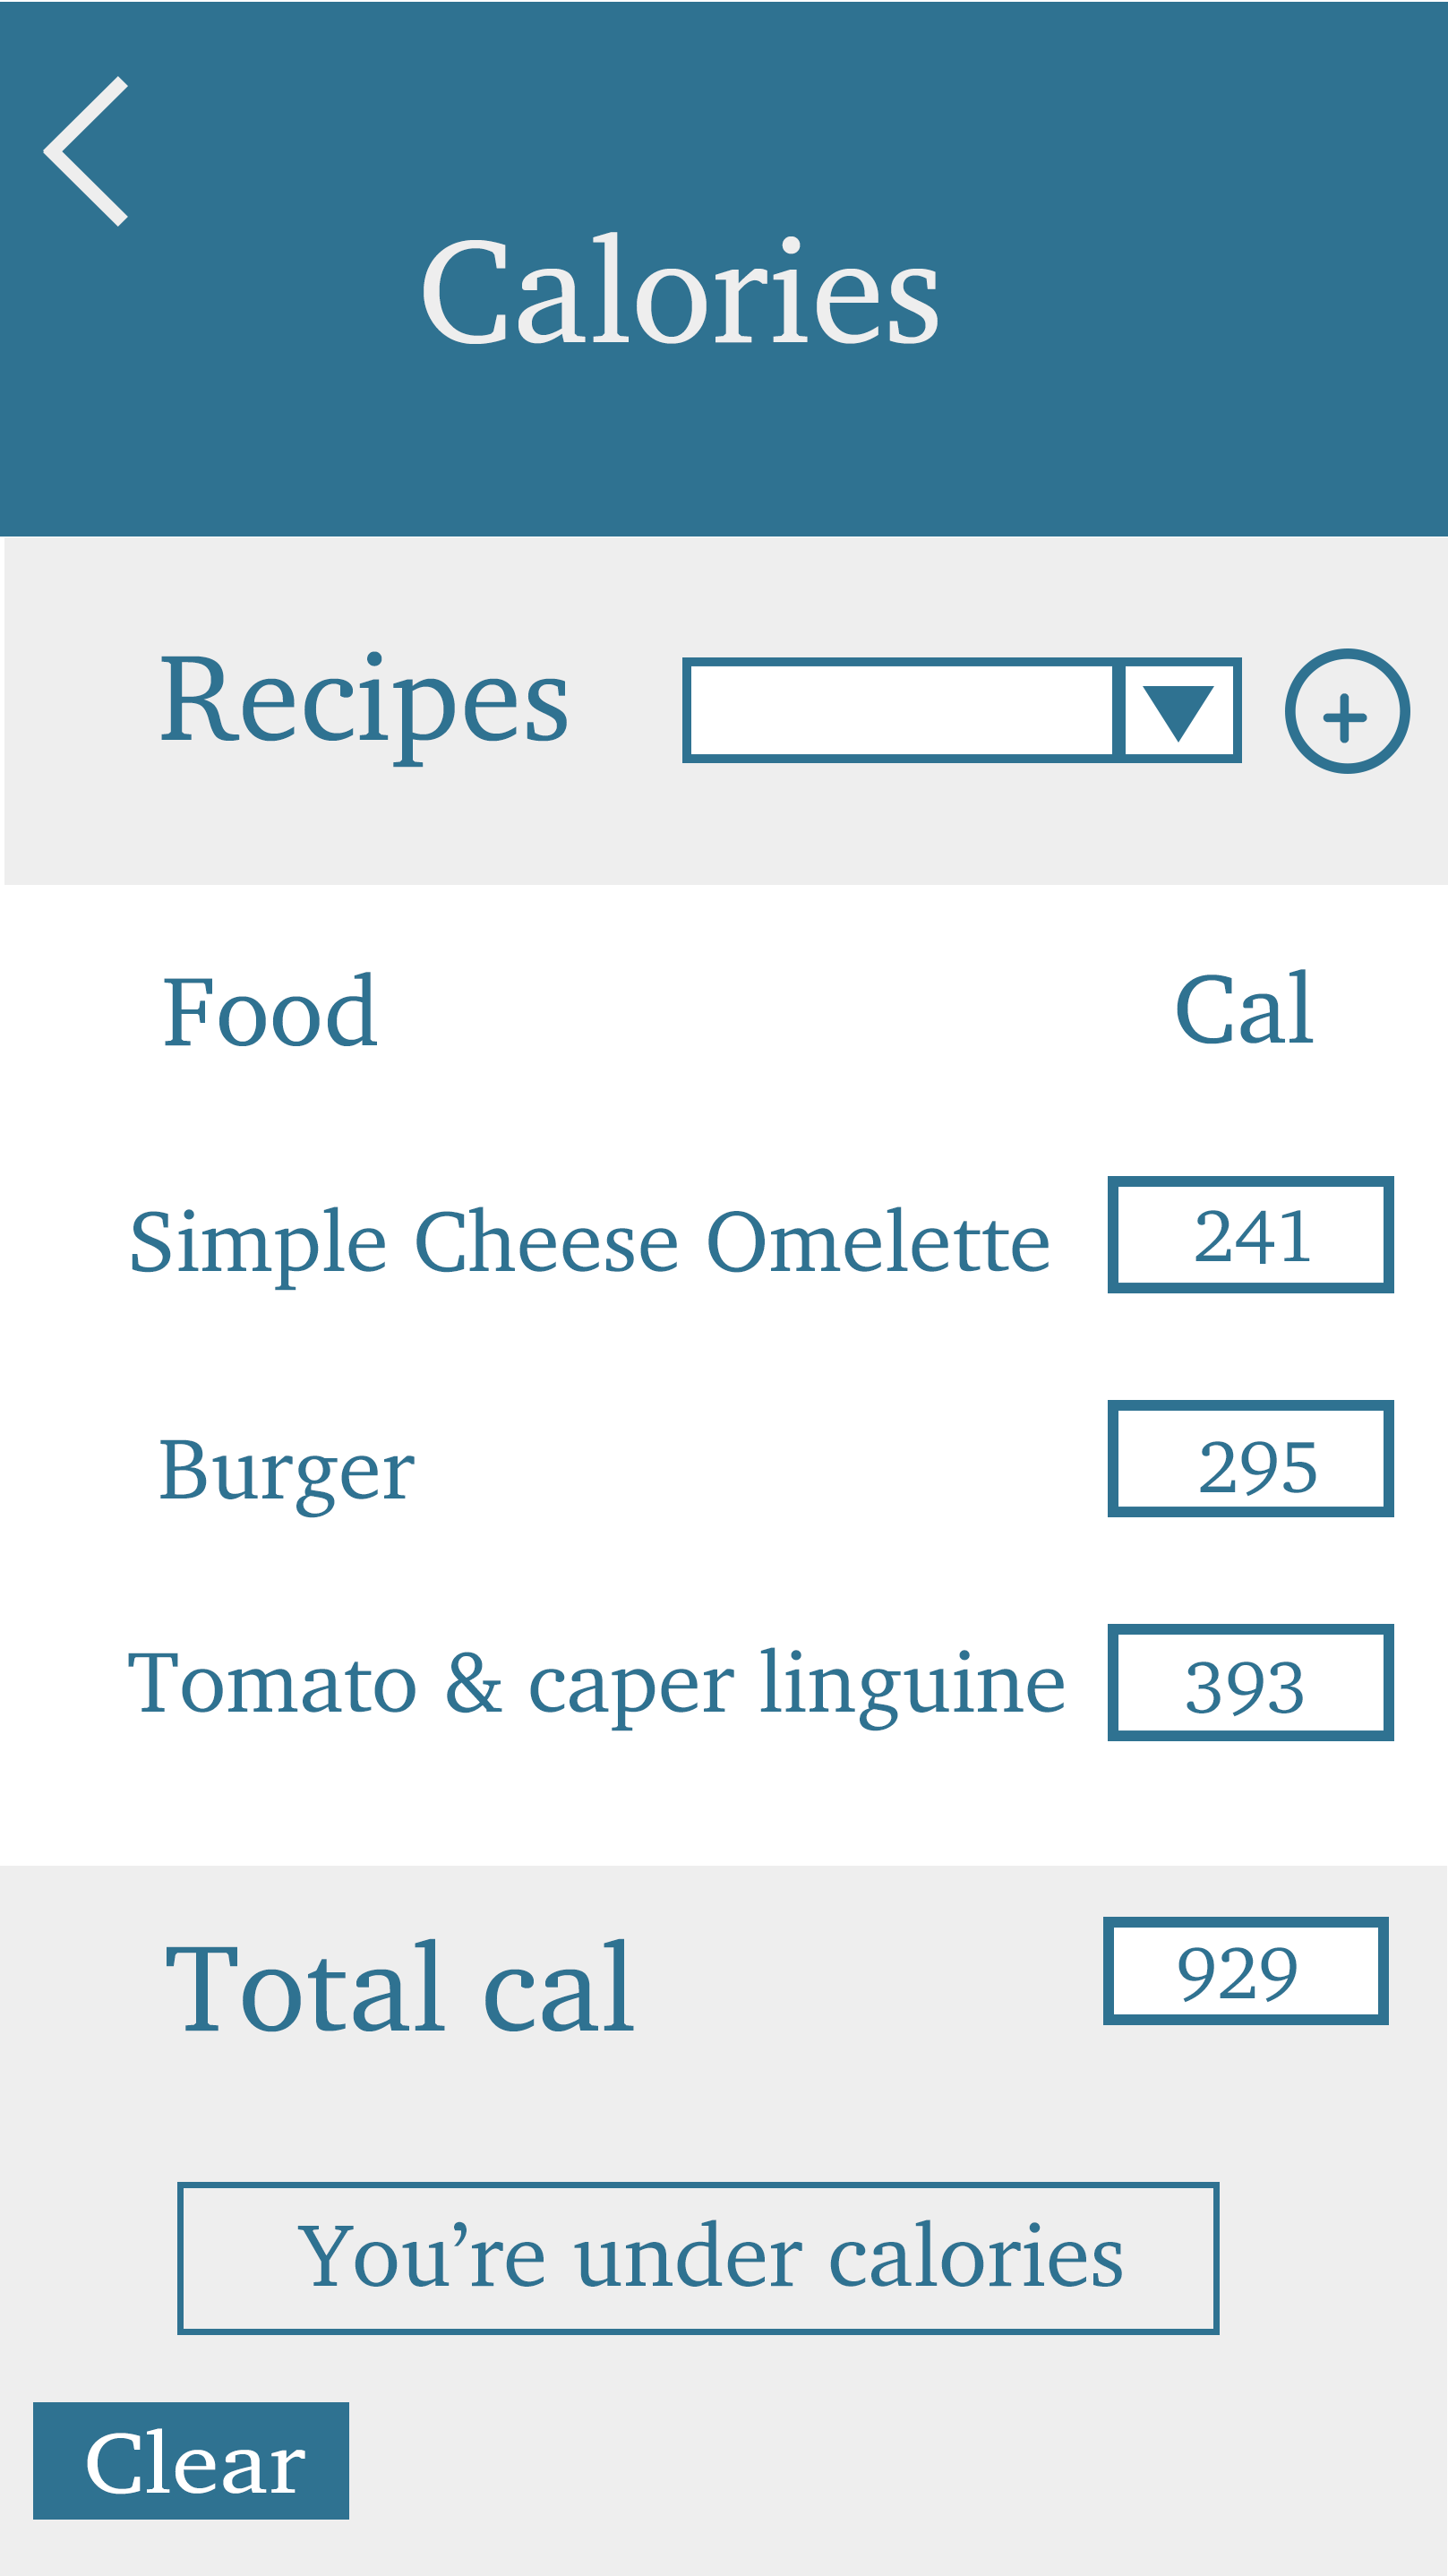 Calories
Recipes
+
Food Cal
Simple Cheese Omelette 241
Burger 295
Tomato & caper linguine 393
Total cal 929
You’re under calories
Clear